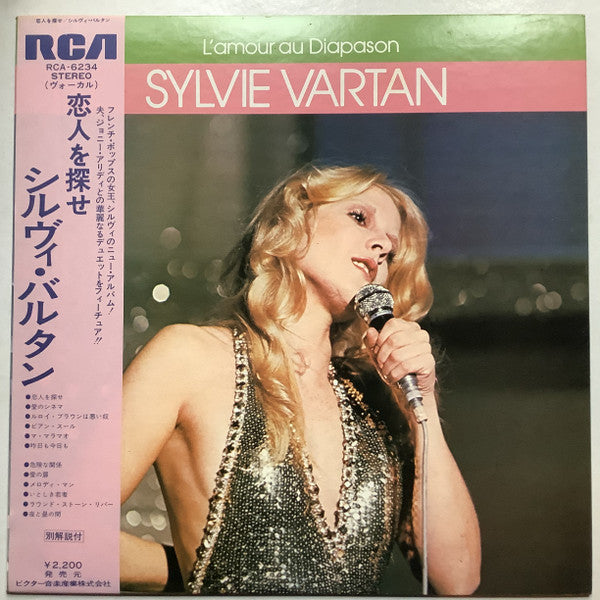 恋人を探せ/シルヴィ・バルタン
RCA
RCA-6234
STEREO
(ヴォーカル)
恋人を探せ
シルヴィ・バルタン
フレンチ・ポップスの女王、シルヴィのニュー・アルバム!
夫、ジョニー・アリディとの華麗なるデュエットをフィーチュア!!
●恋人を探せ
●愛のシネマ
●ルロイ・ブラウンは悪い奴
●ビアン・スール
●マ・ママラオ
●昨日も今日も
●危険な関係
●愛の扉
●メロディ・マン
●いとしき若者
●ラウンド・ストーン・リバー
●夜と昼の間
別解説付
¥2,200
発売元
ビクター音楽産業株式会社
L'amour au Diapason
SYLVIE VARTAN